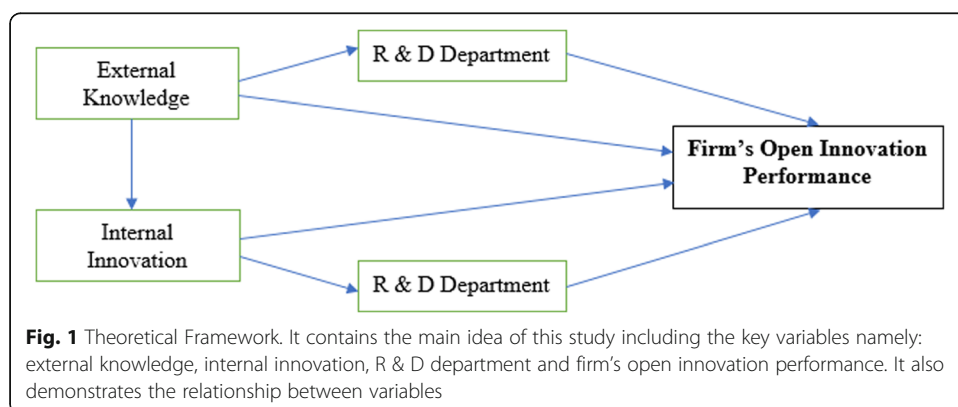 R & D Department
External
Knowledge
Firm's Open Innovation
Performance
Internal
Innovation
R & D Department
Fig. 1 Theoretical Framework. It contains the main idea of this study including the key variables namely:
external knowledge, internal innovation, R & D department and firm's open innovation performance. It also
demonstrates the relationship between variables